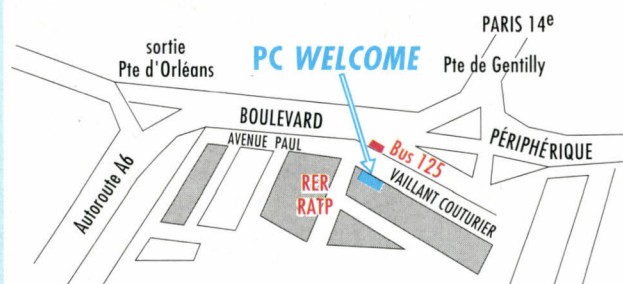 PARIS 14e
sortie
Pte d'Orléans
PC WELCOME
Pte de Gentilly
BOULEVARD
PÉRIPHÉRIQUE
AVENUE PAUL
VAILLANT COUTURIER
Bus 125
RER
RATP
Autoroute A6